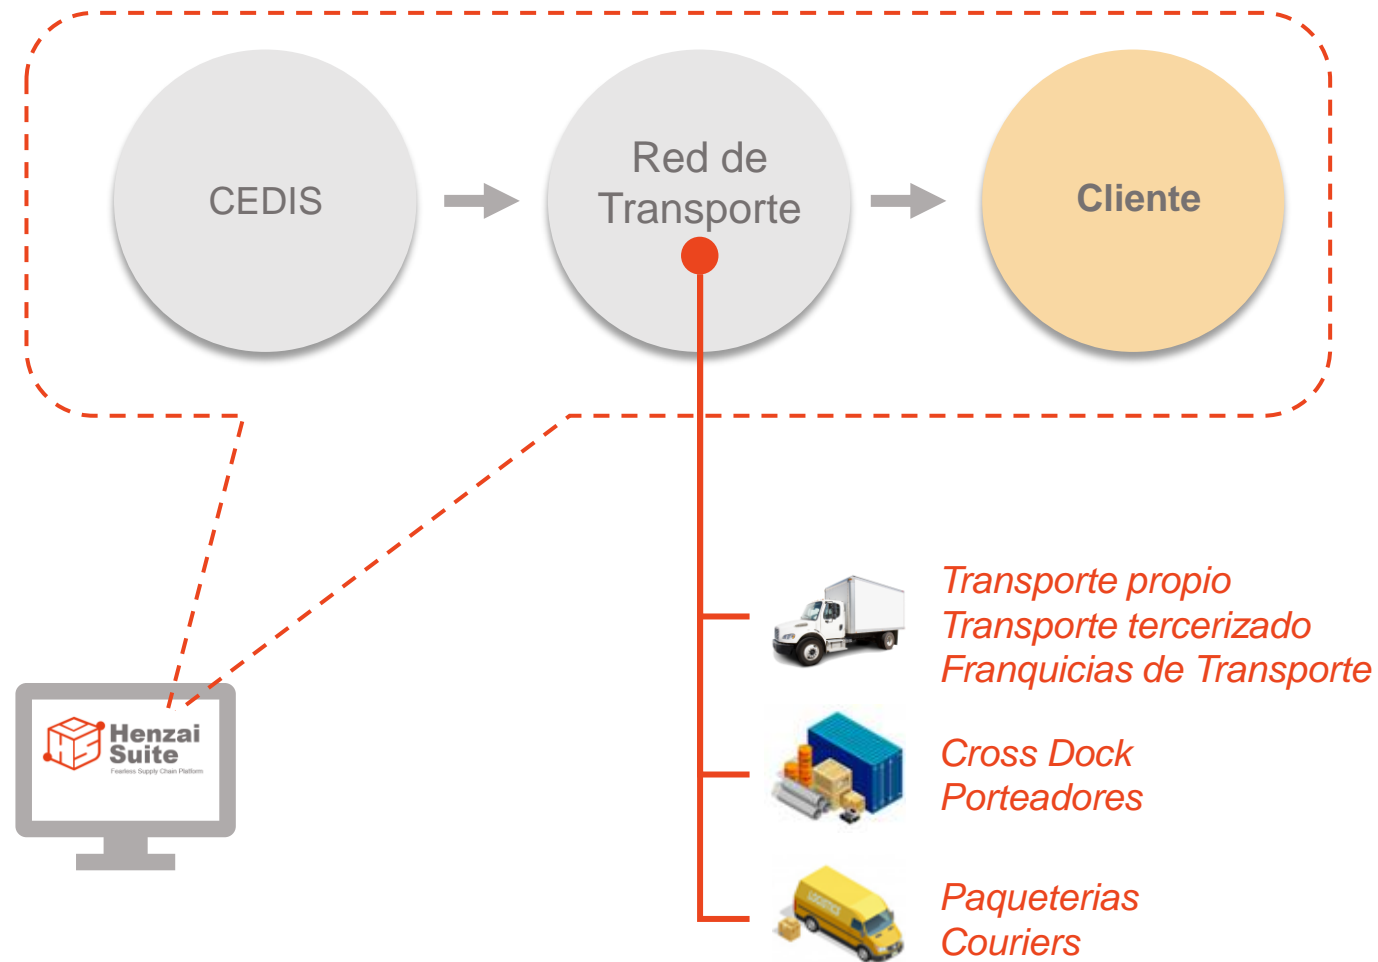 CEDIS
Red de
Transporte
Cliente
Transporte propio
Transporte tercerizado
Franquicias de Transporte
Henzai
Suite
Fearless Supply Chain Platform
Cross Dock
Porteadores
Paqueterias
Couriers
LOGISTICS